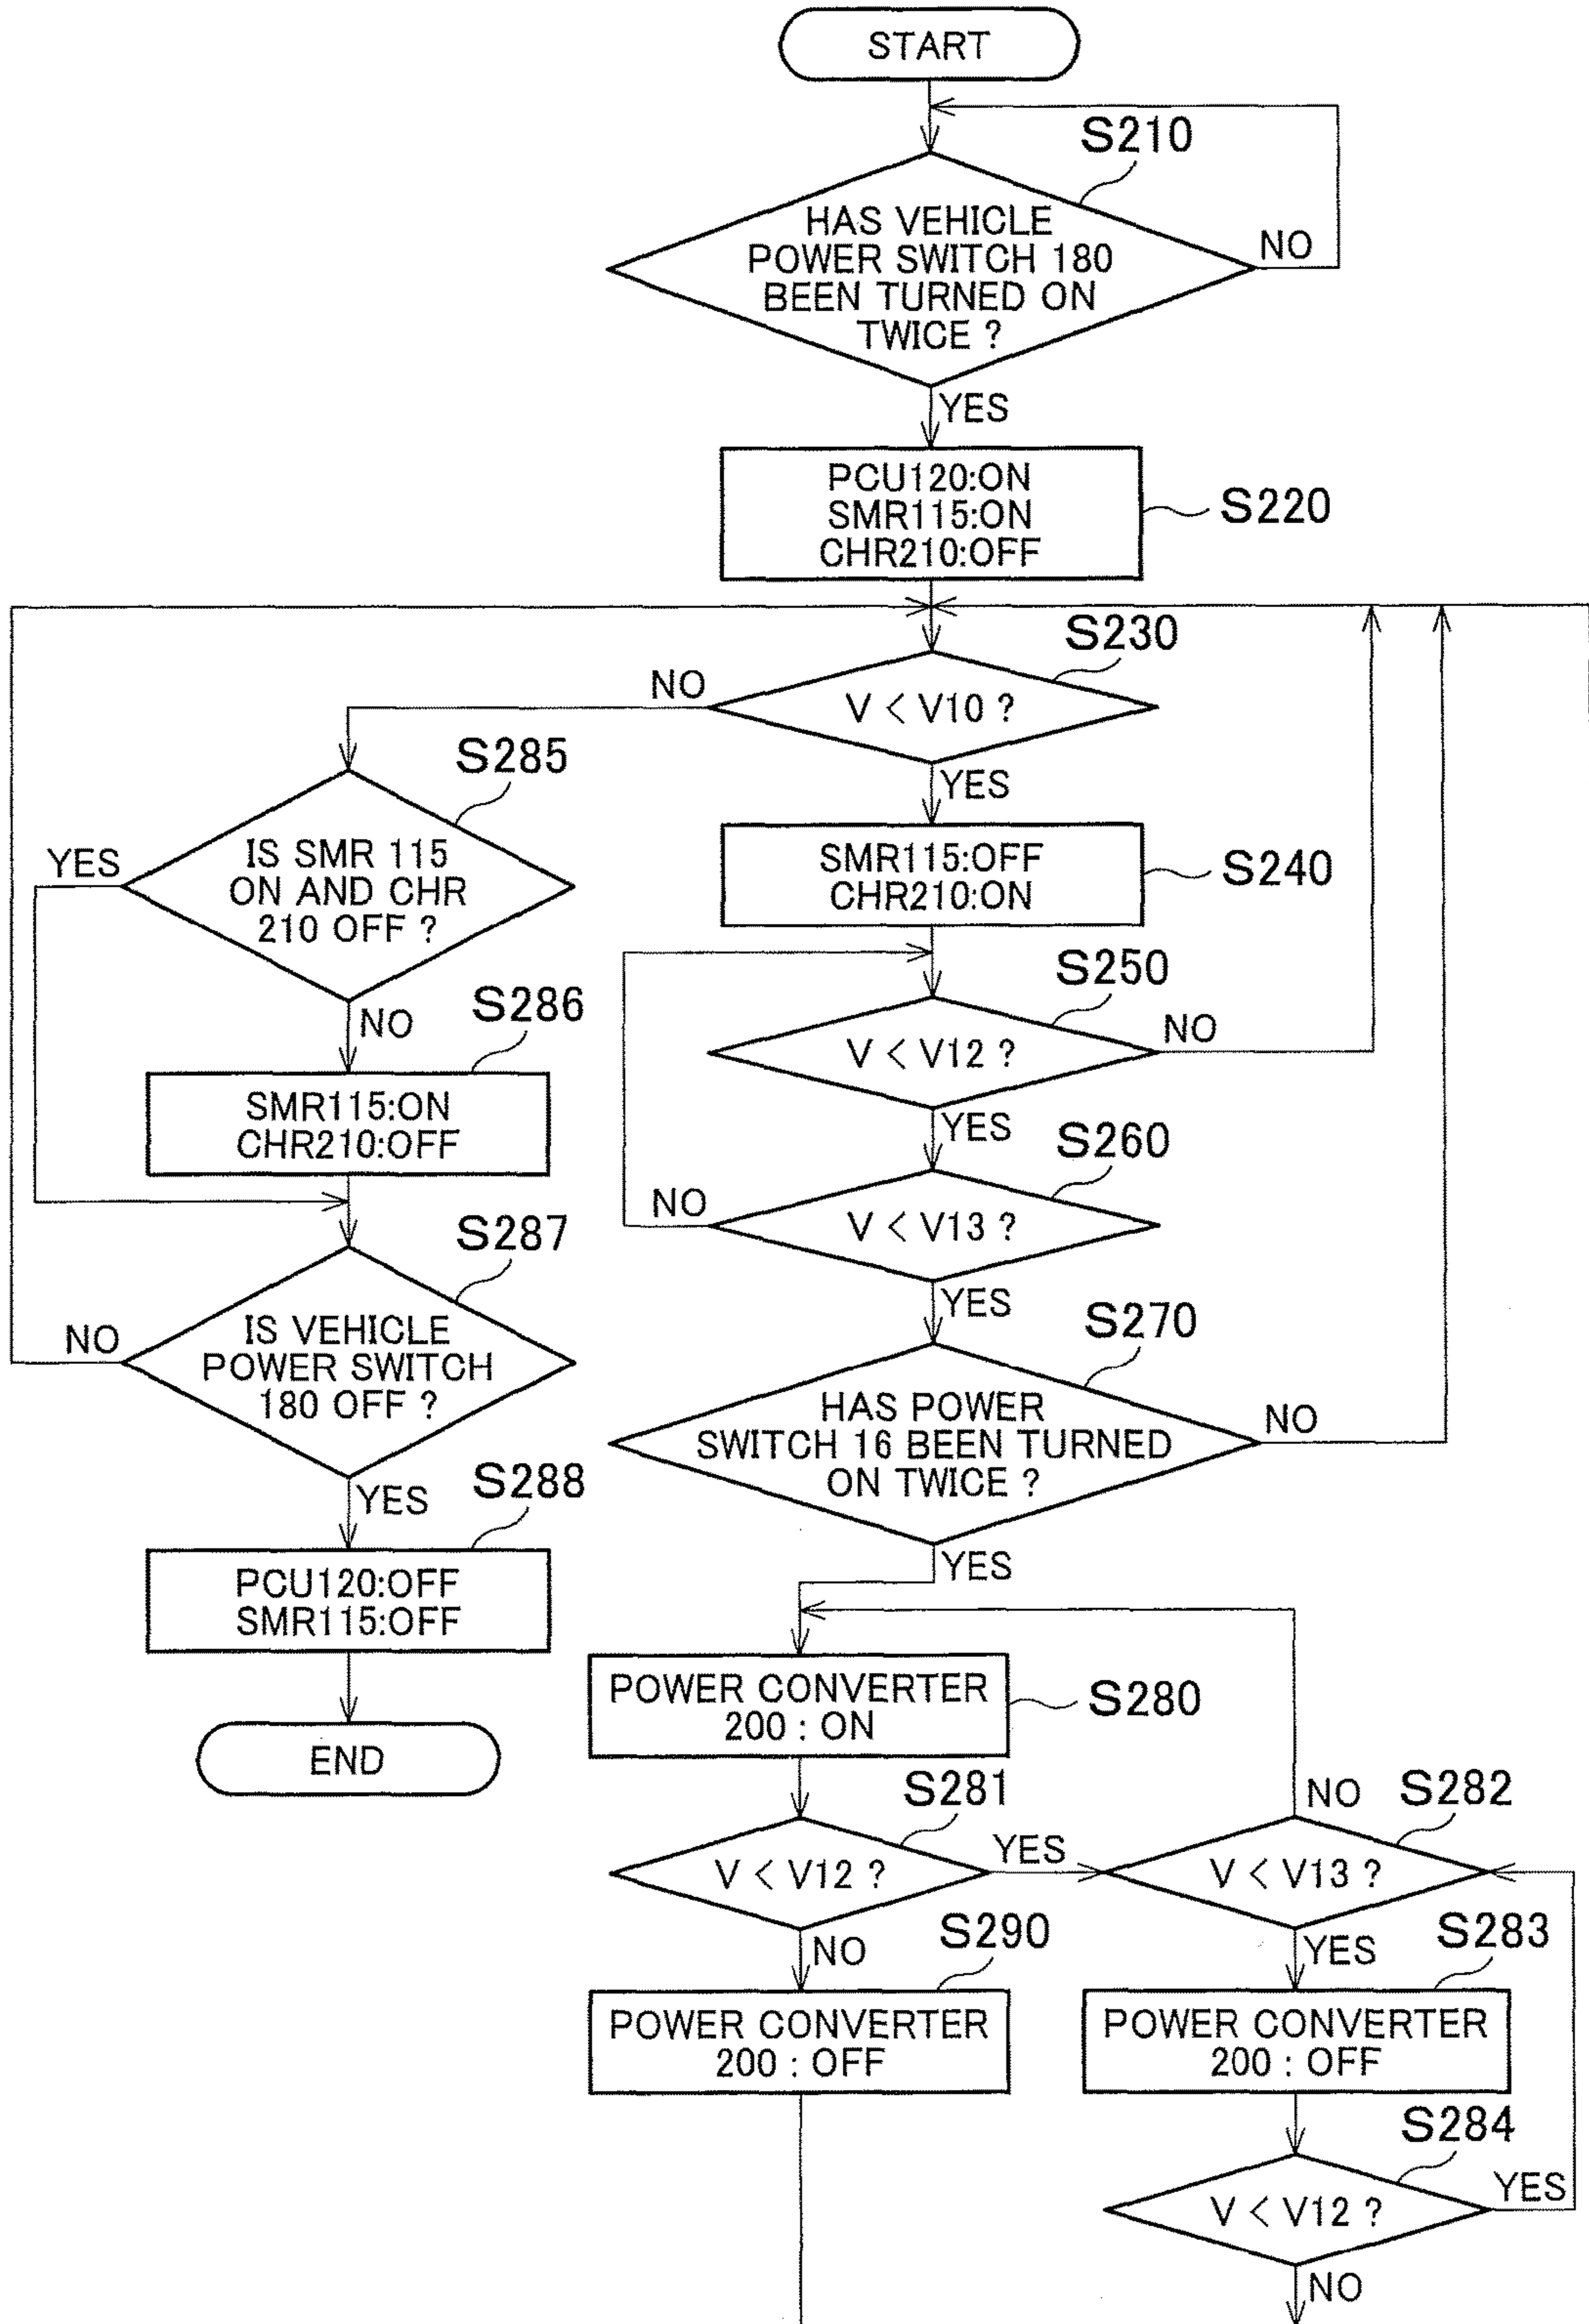 START
S210
HAS VEHICLE
POWER SWITCH 180
BEEN TURNED ON
TWICE ?
NO
YES
PCU120:ON
SMR115:ON
CHR210:OFF
S220
S230
V < V10 ?
NO
YES
S285
IS SMR 115
ON AND CHR
210 OFF ?
YES
NO
S240
SMR115:OFF
CHR210:ON
S250
V < V12 ?
NO
YES
S286
SMR115:ON
CHR210:OFF
S260
V < V13 ?
NO
YES
S287
IS VEHICLE
POWER SWITCH
180 OFF ?
NO
YES
S270
HAS POWER
SWITCH 16 BEEN TURNED
ON TWICE ?
NO
YES
S288
PCU120:OFF
SMR115:OFF
END
POWER CONVERTER
200 : ON
S280
S281
V < V12 ?
YES
NO
S282
V < V13 ?
NO
YES
S290
POWER CONVERTER
200 : OFF
S283
POWER CONVERTER
200 : OFF
S284
V < V12 ?
YES
NO